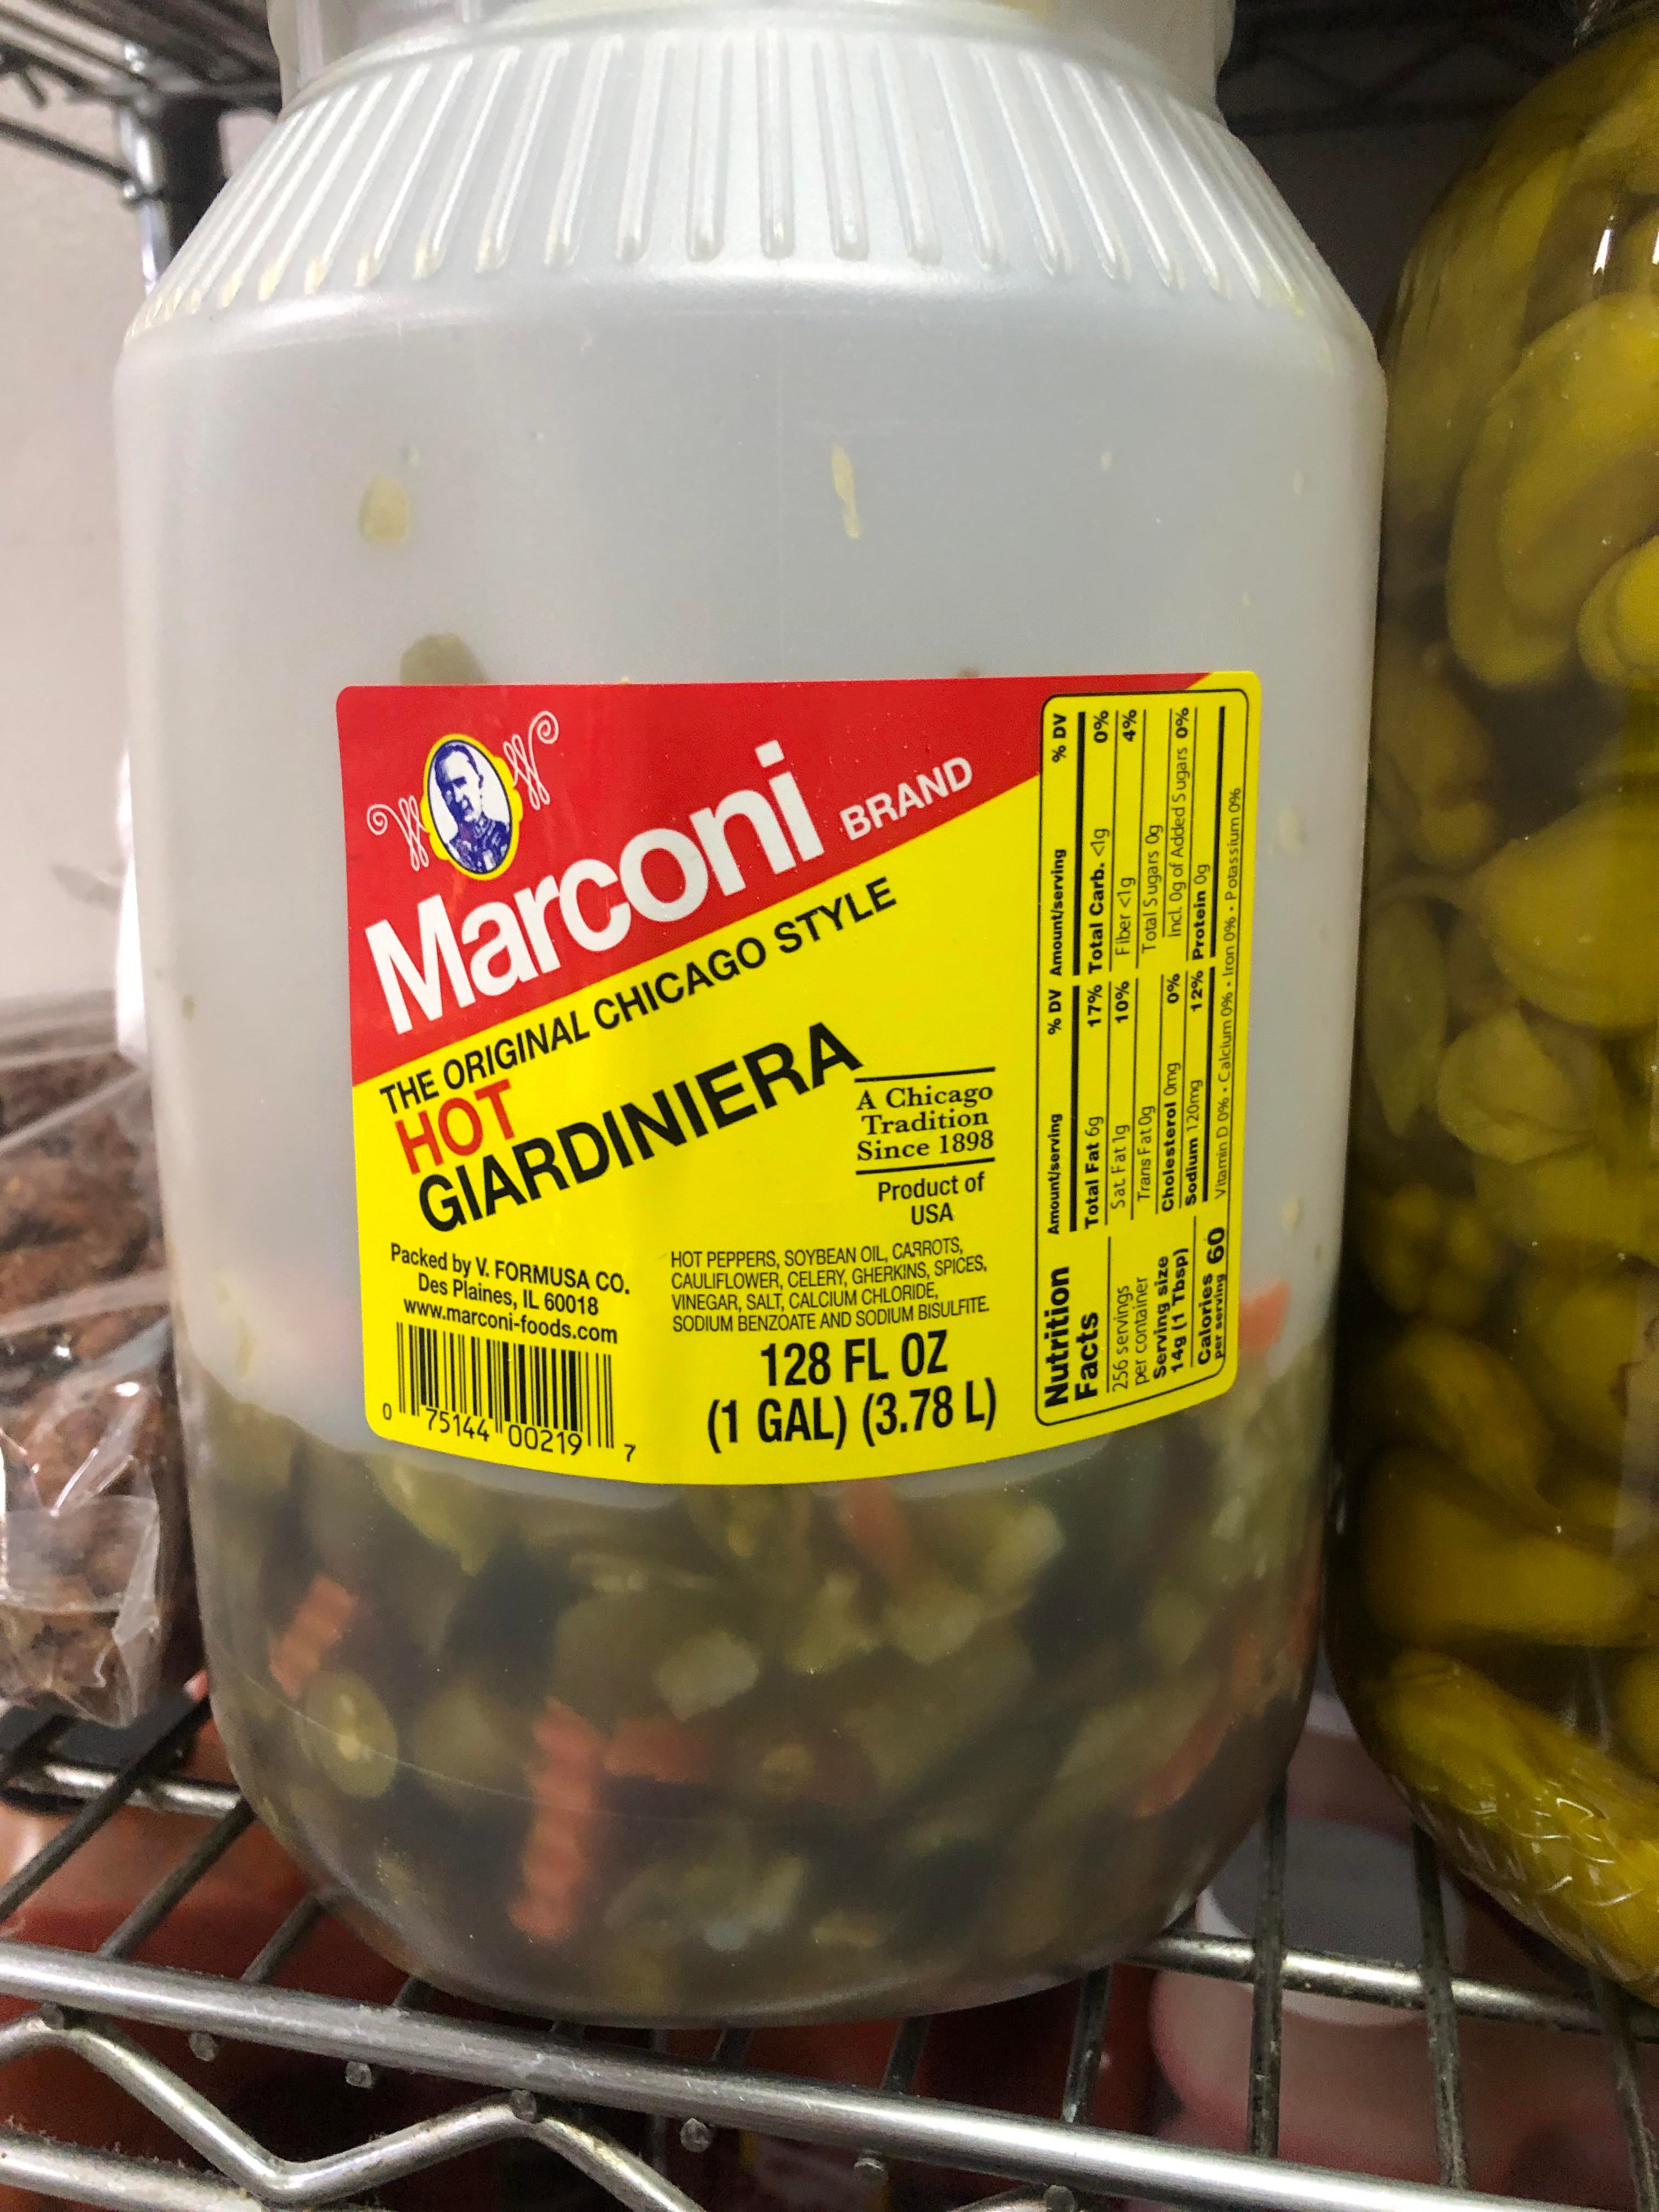 Marconi BRAND
THE ORIGINAL CHICAGO STYLE
HOT
GIARDINIERA
A Chicago
Tradition
Since 1898
Product of
USA
Packed by V. FORMUSA CO.
Des Plaines, IL 60018
www.marconi-foods.com
0 75144 00219 7
HOT PEPPERS, SOYBEAN OIL, CARROTS,
CAULIFLOWER, CELERY, GHERKINS, SPICES,
VINEGAR, SALT, CALCIUM CHLORIDE,
SODIUM BENZOATE AND SODIUM BISULFITE.
128 FL OZ
(1 GAL) (3.78 L)
Nutrition
Facts
256 servings
per container
Serving size
14g (1 Tbsp)
Calories 60
per serving
Amount/serving % DV Amount/serving % DV
Total Fat 6g 17% Total Carb. <1g 0%
Sat Fat 1g 10% Fiber <1g 4%
Trans Fat 0g Total Sugars 0g
Cholesterol 0mg 0% incl. 0g of Added Sugars 0%
Sodium 120mg 12% Protein 0g
Vitamin D 0% • Calcium 0% • Iron 0% • Potassium 0%